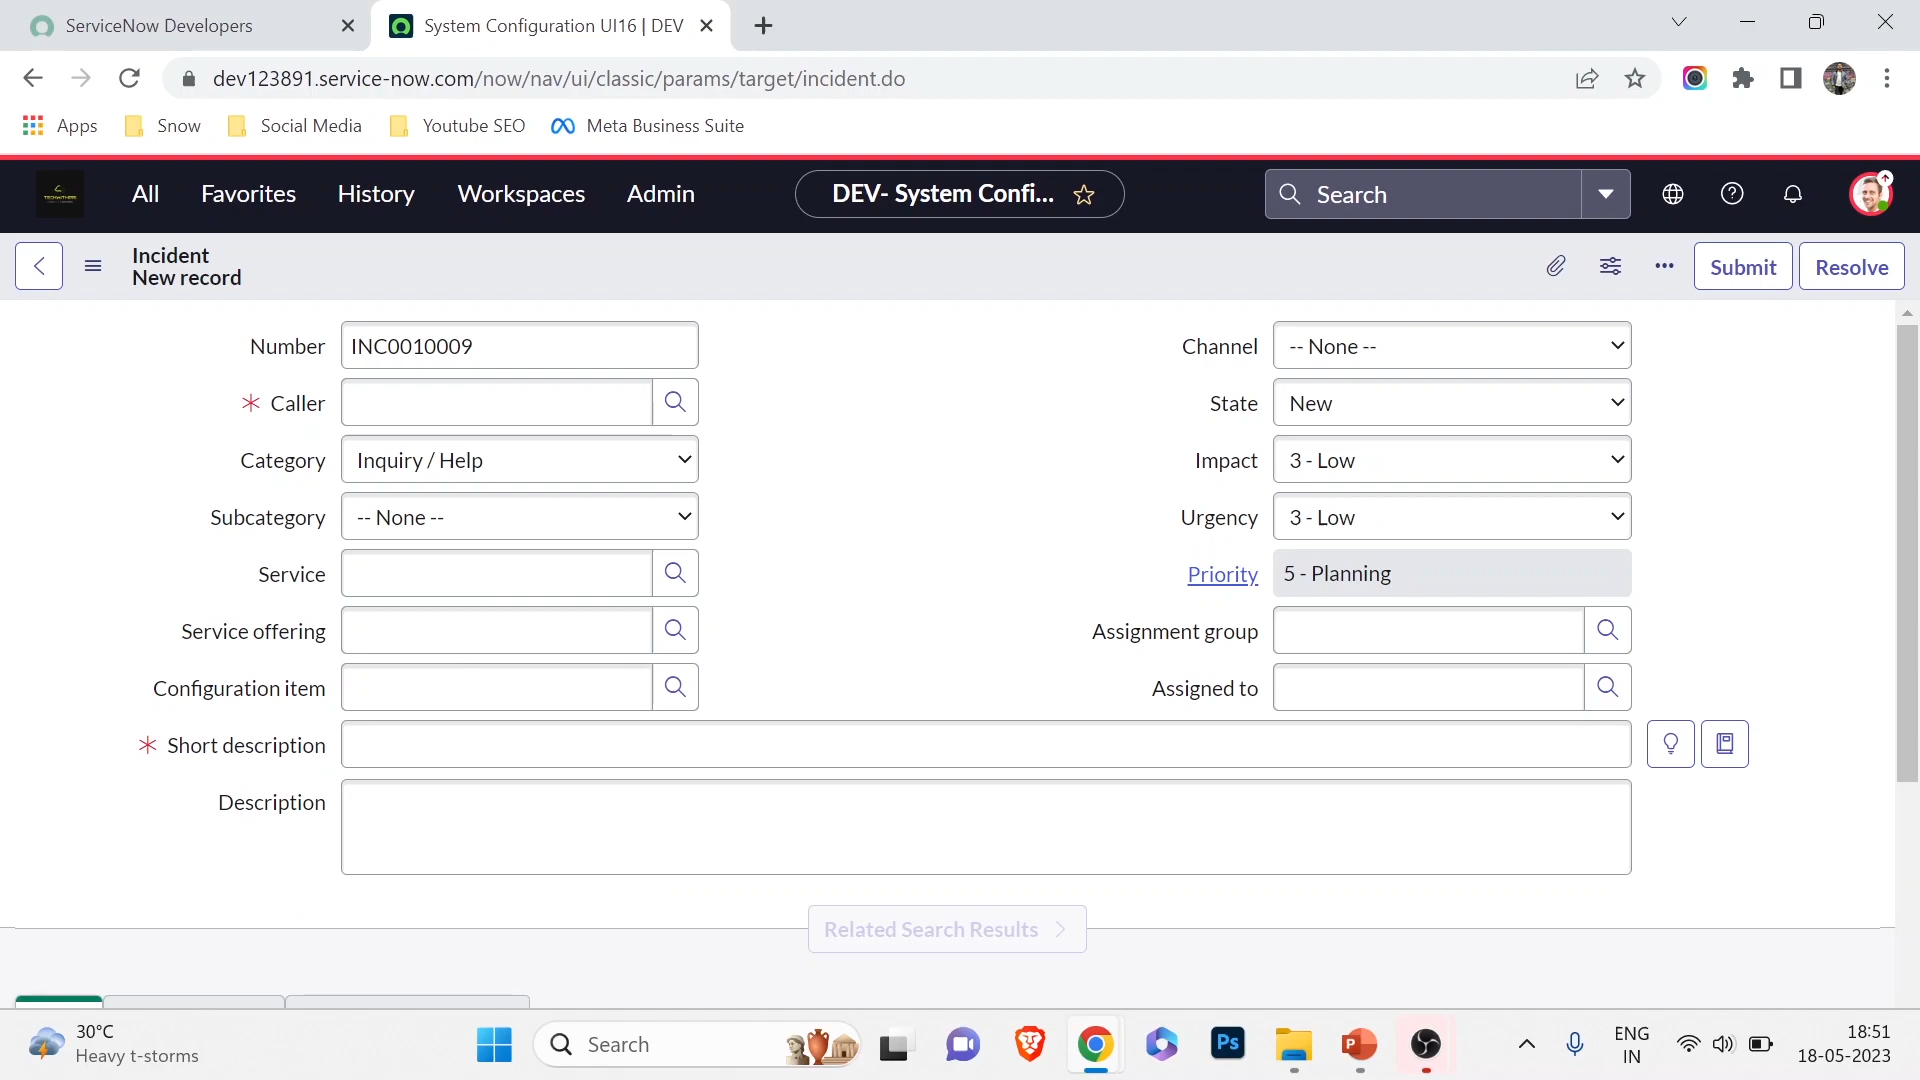 ServiceNow Developers
System Configuration UI16 | DEV
dev123891.service-now.com/now/nav/ui/classic/params/target/incident.do
Apps Snow Social Media Youtube SEO Meta Business Suite
All Favorites History Workspaces Admin DEV- System Confi... Search
Incident
New record
Submit Resolve
Number INC0010009 Channel -- None --
Caller State New
Category Inquiry / Help Impact 3 - Low
Subcategory -- None -- Urgency 3 - Low
Service Priority 5 - Planning
Service offering Assignment group
Configuration item Assigned to
Short description
Description
Related Search Results
30°C
Heavy t-storms
Search
Ps
P
ENG
IN
18:51
18-05-2023